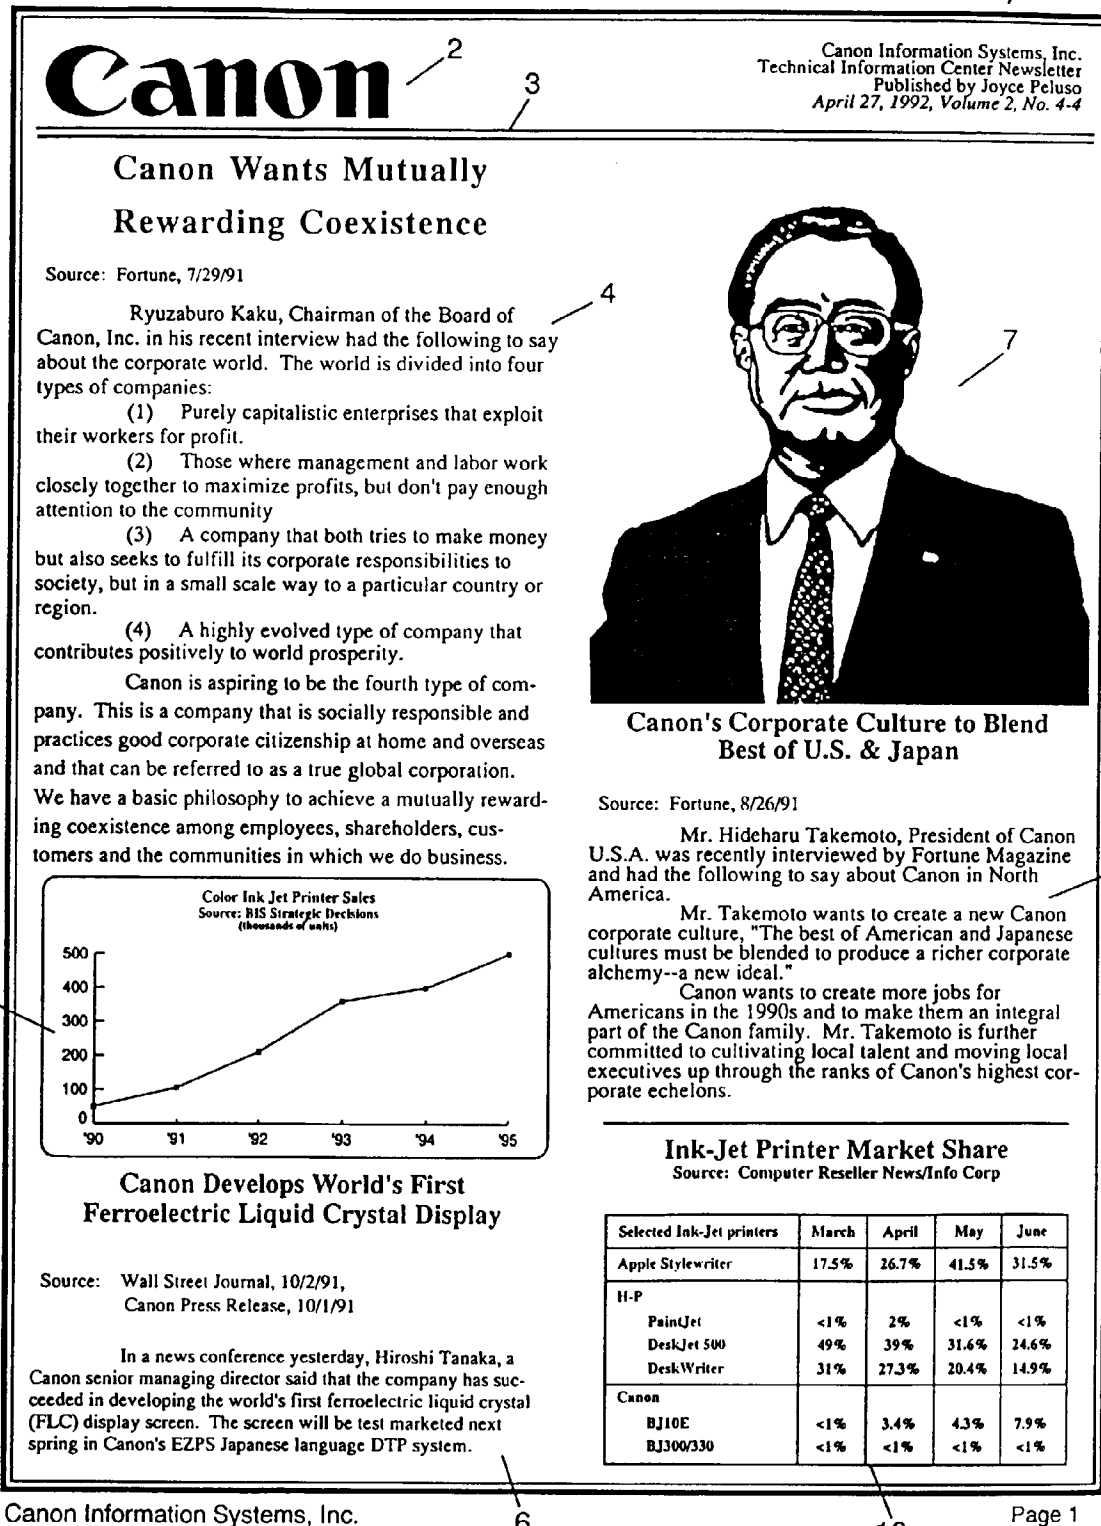 Canon
2
3
Canon Information Systems, Inc.
Technical Information Center Newsletter
Published by Joyce Peluso
April 27, 1992, Volume 2, No. 4-4
Canon Wants Mutually
Rewarding Coexistence
Source: Fortune, 7/29/91
4
Ryuzaburo Kaku, Chairman of the Board of
Canon, Inc. in his recent interview had the following to say
about the corporate world. The world is divided into four
types of companies:
(1) Purely capitalistic enterprises that exploit
their workers for profit.
(2) Those where management and labor work
closely together to maximize profits, but don't pay enough
attention to the community
(3) A company that both tries to make money
but also seeks to fulfill its corporate responsibilities to
society, but in a small scale way to a particular country or
region.
(4) A highly evolved type of company that
contributes positively to world prosperity.
Canon is aspiring to be the fourth type of com-
pany. This is a company that is socially responsible and
practices good corporate citizenship at home and overseas
and that can be referred to as a true global corporation.
We have a basic philosophy to achieve a mutually reward-
ing coexistence among employees, shareholders, cus-
tomers and the communities in which we do business.
Color Ink Jet Printer Sales
Source: BIS Strategic Decisions
(thousands of units)
500
400
300
200
100
0
'90 '91 '92 '93 '94 '95
Canon Develops World's First
Ferroelectric Liquid Crystal Display
Source: Wall Street Journal, 10/2/91,
Canon Press Release, 10/1/91
In a news conference yesterday, Hiroshi Tanaka, a
Canon senior managing director said that the company has suc-
ceeded in developing the world's first ferroelectric liquid crystal
(FLC) display screen. The screen will be test marketed next
spring in Canon's EZPS Japanese language DTP system.
6
7
Canon's Corporate Culture to Blend
Best of U.S. & Japan
Source: Fortune, 8/26/91
Mr. Hideharu Takemoto, President of Canon
U.S.A. was recently interviewed by Fortune Magazine
and had the following to say about Canon in North
America.
Mr. Takemoto wants to create a new Canon
corporate culture, "The best of American and Japanese
cultures must be blended to produce a richer corporate
alchemy--a new ideal."
Canon wants to create more jobs for
Americans in the 1990s and to make them an integral
part of the Canon family. Mr. Takemoto is further
committed to cultivating local talent and moving local
executives up through the ranks of Canon's highest cor-
porate echelons.
Ink-Jet Printer Market Share
Source: Computer Reseller News/Info Corp
Selected Ink-Jet printers March April May June
Apple Stylewriter 17.5% 26.7% 41.5% 31.5%
H-P
PaintJet <1% 2% <1% <1%
DeskJet 500 49% 39% 31.6% 24.6%
DeskWriter 31% 27.3% 20.4% 14.9%
Canon
BJ10E <1% 3.4% 4.3% 7.9%
BJ300/330 <1% <1% <1% <1%
Canon Information Systems, Inc.
Page 1